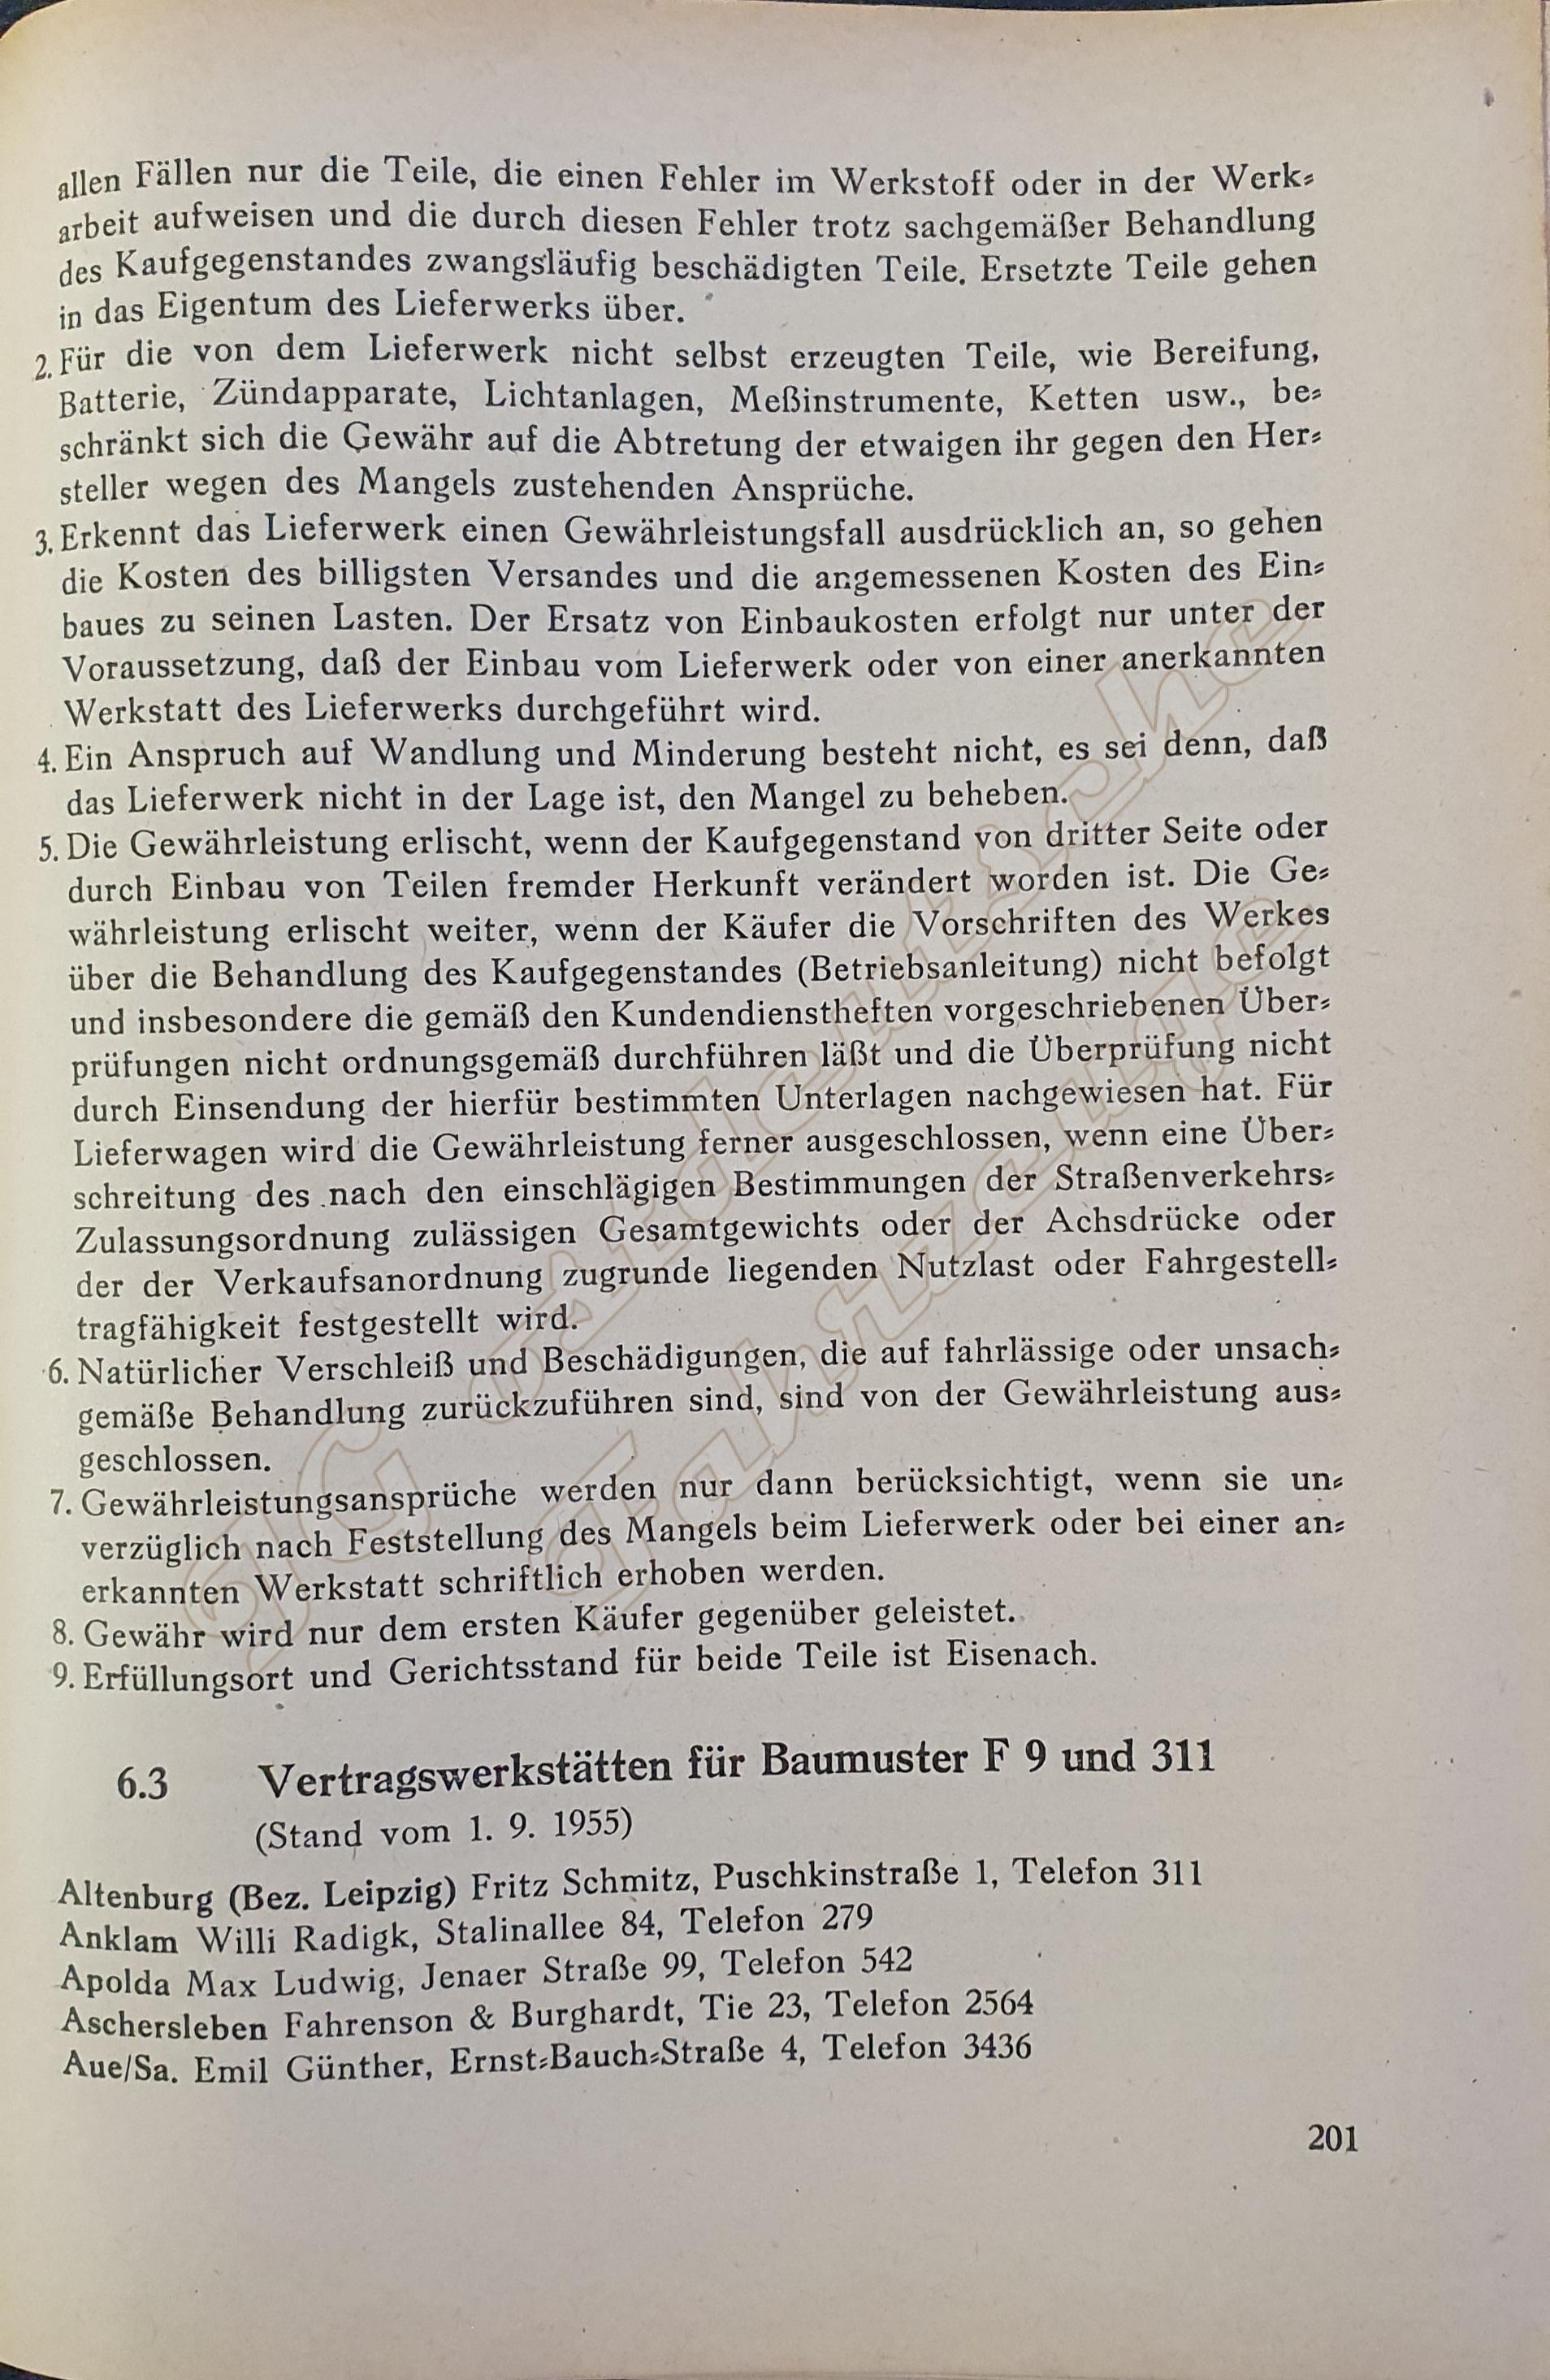 allen Fällen nur die Teile, die einen Fehler im Werkstoff oder in der Werk-
arbeit aufweisen und die durch diesen Fehler trotz sachgemäßer Behandlung
des Kaufgegenstandes zwangsläufig beschädigten Teile. Ersetzte Teile gehen
in das Eigentum des Lieferwerks über.
2. Für die von dem Lieferwerk nicht selbst erzeugten Teile, wie Bereifung,
Batterie, Zündapparate, Lichtanlagen, Meßinstrumente, Ketten usw., be-
schränkt sich die Gewähr auf die Abtretung der etwaigen ihr gegen den Her-
steller wegen des Mangels zustehenden Ansprüche.
3. Erkennt das Lieferwerk einen Gewährleistungsfall ausdrücklich an, so gehen
die Kosten des billigsten Versandes und die angemessenen Kosten des Ein-
baues zu seinen Lasten. Der Ersatz von Einbaukosten erfolgt nur unter der
Voraussetzung, daß der Einbau vom Lieferwerk oder von einer anerkannten
Werkstatt des Lieferwerks durchgeführt wird.
4. Ein Anspruch auf Wandlung und Minderung besteht nicht, es sei denn, daß
das Lieferwerk nicht in der Lage ist, den Mangel zu beheben.
5. Die Gewährleistung erlischt, wenn der Kaufgegenstand von dritter Seite oder
durch Einbau von Teilen fremder Herkunft verändert worden ist. Die Ge-
währleistung erlischt weiter, wenn der Käufer die Vorschriften des Werkes
über die Behandlung des Kaufgegenstandes (Betriebsanleitung) nicht befolgt
und insbesondere die gemäß den Kundendienstheften vorgeschriebenen Über-
prüfungen nicht ordnungsgemäß durchführen läßt und die Überprüfung nicht
durch Einsendung der hierfür bestimmten Unterlagen nachgewiesen hat. Für
Lieferwagen wird die Gewährleistung ferner ausgeschlossen, wenn eine Über-
schreitung des nach den einschlägigen Bestimmungen der Straßenverkehrs-
Zulassungsordnung zulässigen Gesamtgewichts oder der Achsdrücke oder
der der Verkaufsanordnung zugrunde liegenden Nutzlast oder Fahrgestell-
tragfähigkeit festgestellt wird.
6. Natürlicher Verschleiß und Beschädigungen, die auf fahrlässige oder unsach-
gemäße Behandlung zurückzuführen sind, sind von der Gewährleistung aus-
geschlossen.
7. Gewährleistungsansprüche werden nur dann berücksichtigt, wenn sie un-
verzüglich nach Feststellung des Mangels beim Lieferwerk oder bei einer an-
erkannten Werkstatt schriftlich erhoben werden.
8. Gewähr wird nur dem ersten Käufer gegenüber geleistet.
9. Erfüllungsort und Gerichtsstand für beide Teile ist Eisenach.
6.3 Vertragswerkstätten für Baumuster F 9 und 311
(Stand vom 1. 9. 1955)
Altenburg (Bez. Leipzig) Fritz Schmitz, Puschkinstraße 1, Telefon 311
Anklam Willi Radigk, Stalinallee 84, Telefon 279
Apolda Max Ludwig, Jenaer Straße 99, Telefon 542
Aschersleben Fahrenson & Burghardt, Tie 23, Telefon 2564
Aue/Sa. Emil Günther, Ernst-Bauch-Straße 4, Telefon 3436
201